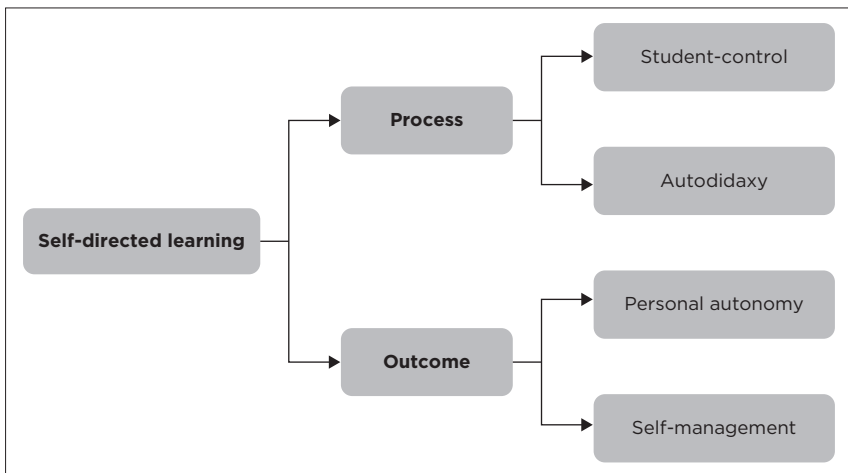 Student-control
Process
Autodidaxy
Self-directed learning
Personal autonomy
Outcome
Self-management